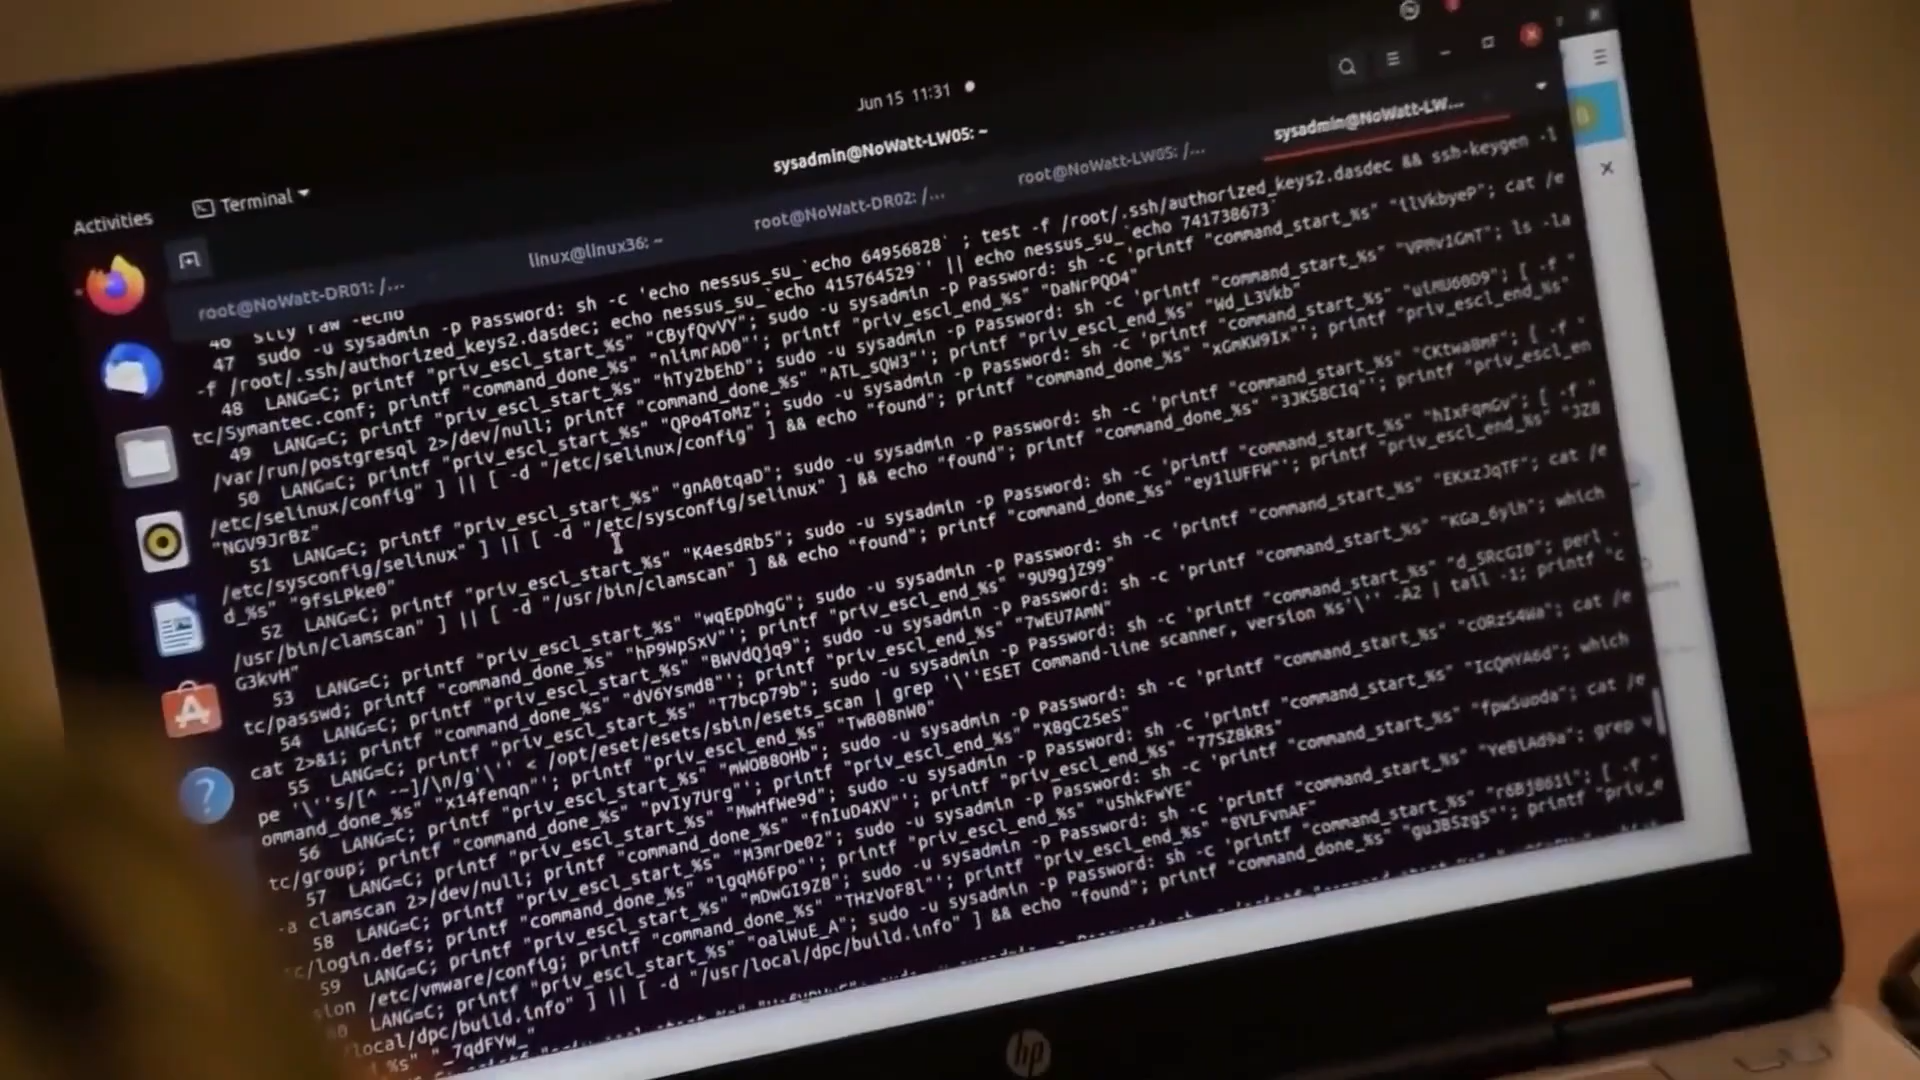 Jun 15 11:31
sysadmin@NoWatt-LW05: ~
Activities
Terminal
root@NoWatt-DR01: /...
linux@linux36: ~
root@NoWatt-DR02: /...
root@NoWatt-LW05: /...
sysadmin@NoWatt-LW...
46 stty raw -echo
47 sudo -u sysadmin -p Password: sh -c 'echo nessus_su_`echo 64956828` ; test -f /root/.ssh/authorized_keys2.dasdec && ssh-keygen -l
-f /root/.ssh/authorized_keys2.dasdec; echo nessus_su_`echo 415764529`' || echo nessus_su_`echo 741738673`
48 LANG=C; printf "priv_escl_start_%s" "CByfQvVY"; sudo -u sysadmin -p Password: sh -c 'printf "command_start_%s" "llVkbyeP"; cat /e
tc/Symantec.conf; printf "command_done_%s" "nlimrAD0"'; printf "priv_escl_end_%s" "DaNrPQO4"
49 LANG=C; printf "priv_escl_start_%s" "hTy2bEhD"; sudo -u sysadmin -p Password: sh -c 'printf "command_start_%s" "VPMv1GmT"; ls -la
/var/run/postgresql 2>/dev/null; printf "command_done_%s" "ATL_SQW3"'; printf "priv_escl_end_%s" "Wd_L3Vkb"
50 LANG=C; printf "priv_escl_start_%s" "QPo4ToMz"; sudo -u sysadmin -p Password: sh -c 'printf "command_start_%s" [ -f "
/etc/selinux/config" ] || [ -d "/etc/selinux/config" ] && echo "found"; printf "command_done_%s" "xGmKW9Ix"'; printf "priv_escl_end_%s"
"NGV9JrBz"
51 LANG=C; printf "priv_escl_start_%s" "gnA0tqaD"; sudo -u sysadmin -p Password: sh -c 'printf "command_start_%s" "CKtwaBmF"; [ -f "
/etc/sysconfig/selinux" ] || [ -d "/etc/sysconfig/selinux" ] && echo "found"; printf "command_done_%s" "3JKS8CIq"'; printf "priv_escl_en
d_%s" "9fsLPke0"
52 LANG=C; printf "priv_escl_start_%s" "K4esdRb5"; sudo -u sysadmin -p Password: sh -c 'printf "command_start_%s" "hIxFqmGv"; [ -f "
/usr/bin/clamscan" ] || [ -d "/usr/bin/clamscan" ] && echo "found"; printf "command_done_%s" "ey1lUFFW"'; printf "priv_escl_end_%s" "JZ8
G3kvH"
53 LANG=C; printf "priv_escl_start_%s" "wqEpDhgG"; sudo -u sysadmin -p Password: sh -c 'printf "command_start_%s" "EKxzJqTF"; cat /e
tc/passwd; printf "command_done_%s" "hP9WpSxV"'; printf "priv_escl_end_%s" "9U9gjZ99"
54 LANG=C; printf "priv_escl_start_%s" "BWVdQjq9"; sudo -u sysadmin -p Password: sh -c 'printf "command_start_%s" "KGa_6ylh"; which
cat 2>&1; printf "command_done_%s" "dV6Ysmd8"'; printf "priv_escl_end_%s" "7wEU7AmN"
55 LANG=C; printf "priv_escl_start_%s" "T7bcp79b"; sudo -u sysadmin -p Password: sh -c 'printf "command_start_%s" "d_SRcGI0"; perl -
pe '\''s/[^ -~]/\n/g'\'' < /opt/eset/esets/sbin/esets_scan | grep '\''ESET Command-line scanner, version %s'\'' -A2 | tail -1; printf "c
ommand_done_%s" "x14fenqn"'; printf "priv_escl_end_%s" "TwB08nW0"
56 LANG=C; printf "priv_escl_start_%s" "mWOB8OHb"; sudo -u sysadmin -p Password: sh -c 'printf "command_start_%s" "cORzS4Wa"; cat /e
tc/group; printf "command_done_%s" "pvIy7Urg"'; printf "priv_escl_end_%s" "X8gC2SeS"
57 LANG=C; printf "priv_escl_start_%s" "MwHfWe9d"; sudo -u sysadmin -p Password: sh -c 'printf "command_start_%s" "IcQmYA6d"; which
-a clamscan 2>/dev/null; printf "command_done_%s" "fnIuD4XV"'; printf "priv_escl_end_%s" "77SZ8kRs"
58 LANG=C; printf "priv_escl_start_%s" "M3mrDe02"; sudo -u sysadmin -p Password: sh -c 'printf "command_start_%s" "fpwSuoda"; cat /e
tc/login.defs; printf "command_done_%s" "lgqM6Fpo"'; printf "priv_escl_end_%s" "uShkFwYE"
59 LANG=C; printf "priv_escl_start_%s" "mDwGI9Z8"; sudo -u sysadmin -p Password: sh -c 'printf "command_start_%s" "YeBlAd9a"; grep v
sion /etc/vmware/config; printf "command_done_%s" "THzVoF8l"'; printf "priv_escl_end_%s" "8YLFvnAF"
60 LANG=C; printf "priv_escl_start_%s" "oalWuE_A"; sudo -u sysadmin -p Password: sh -c 'printf "command_start_%s" "r6Bj861i"; [ -f "
/local/dpc/build.info" ] || [ -d "/usr/local/dpc/build.info" ] && echo "found"; printf "command_done_%s" "guJBSzgS"'; printf "priv_e
%s" "_7qdFYw_"
hp